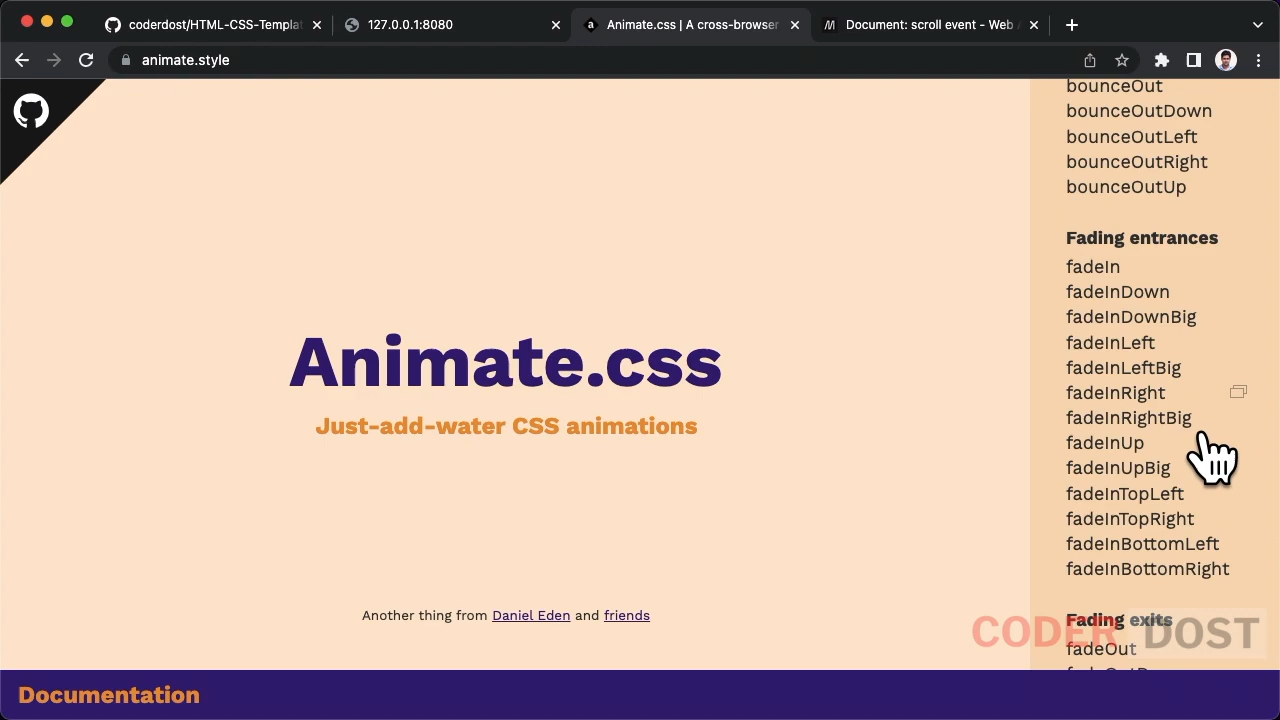 coderdost/HTML-CSS-Templat
127.0.0.1:8080
Animate.css | A cross-browser
Document: scroll event - Web A
animate.style
bounceOut
bounceOutDown
bounceOutLeft
bounceOutRight
bounceOutUp
Fading entrances
fadeIn
fadeInDown
fadeInDownBig
fadeInLeft
fadeInLeftBig
fadeInRight
fadeInRightBig
fadeInUp
fadeInUpBig
fadeInTopLeft
fadeInTopRight
fadeInBottomLeft
fadeInBottomRight
Fading exits
fadeOut
Animate.css
Just-add-water CSS animations
Another thing from Daniel Eden and friends
CODER DOST
Documentation